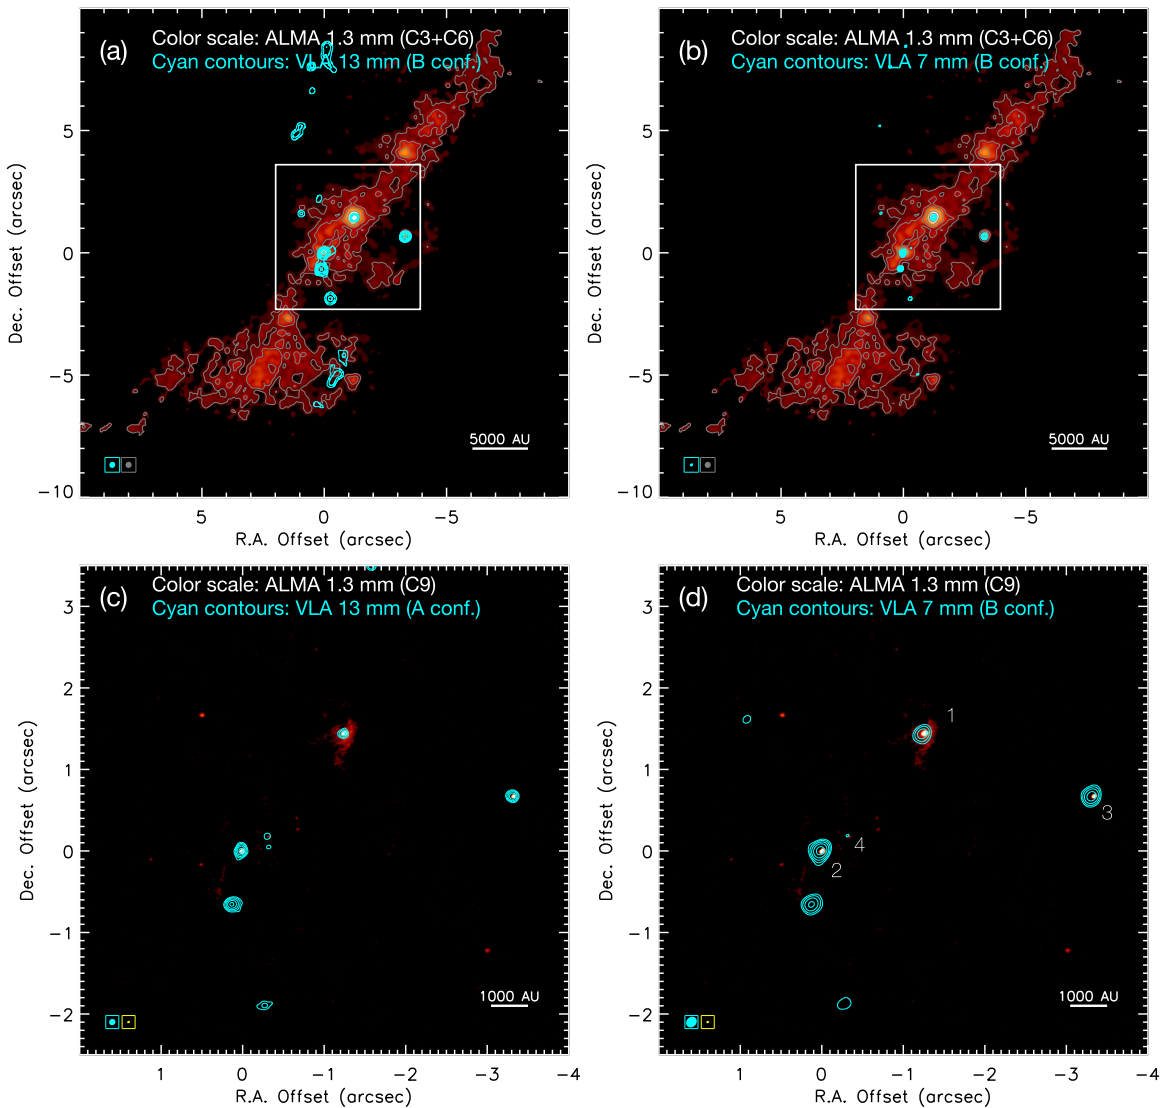 (a)
Color scale: ALMA 1.3 mm (C3+C6)
Cyan contours: VLA 13 mm (B conf.)
Dec. Offset (arcsec)
5
0
−5
−10
5000 AU
5
0
−5
R.A. Offset (arcsec)
(b)
Color scale: ALMA 1.3 mm (C3+C6)
Cyan contours: VLA 7 mm (B conf.)
Dec. Offset (arcsec)
5
0
−5
−10
5000 AU
5
0
−5
R.A. Offset (arcsec)
(c)
Color scale: ALMA 1.3 mm (C9)
Cyan contours: VLA 13 mm (A conf.)
Dec. Offset (arcsec)
3
2
1
0
−1
−2
1000 AU
1
0
−1
−2
−3
−4
R.A. Offset (arcsec)
(d)
Color scale: ALMA 1.3 mm (C9)
Cyan contours: VLA 7 mm (B conf.)
Dec. Offset (arcsec)
3
2
1
0
−1
−2
1
3
4
2
1000 AU
1
0
−1
−2
−3
−4
R.A. Offset (arcsec)